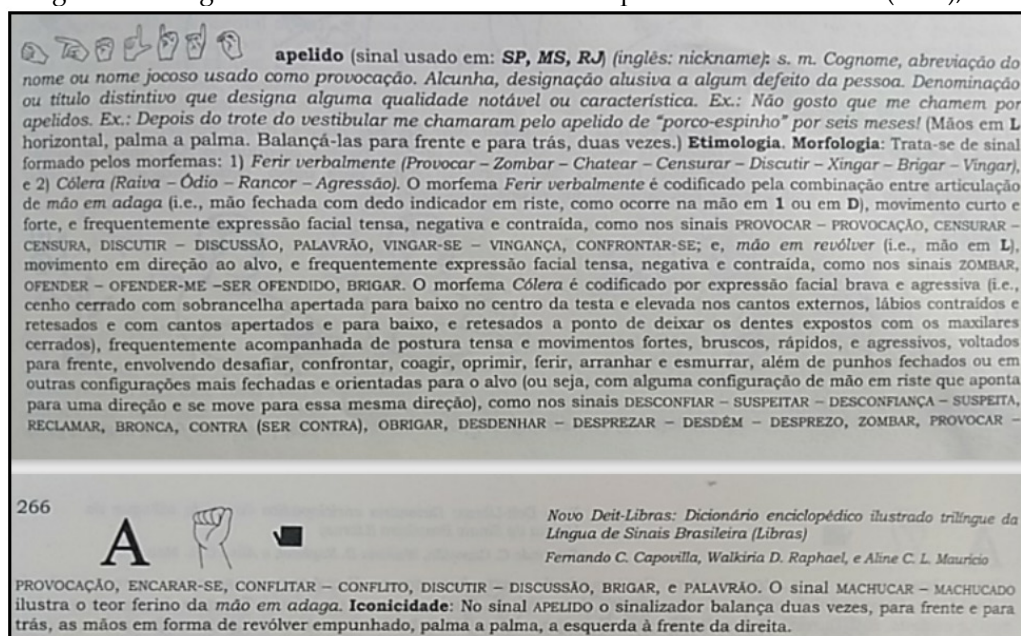 apelido (sinal usado em: SP, MS, RJ) (inglês: nickname): s. m. Cognome, abreviação do
nome ou nome jocoso usado como provocação. Alcunha, designação alusiva a algum defeito da pessoa. Denominação
ou título distintivo que designa alguma qualidade notável ou característica. Ex.: Não gosto que me chamem por
apelidos. Ex.: Depois do trote do vestibular me chamaram pelo apelido de "porco-espinho" por seis meses! (Mãos em L
horizontal, palma a palma. Balançá-las para frente e para trás, duas vezes.) Etimologia. Morfologia: Trata-se de sinal
formado pelos morfemas: 1) Ferir verbalmente (Provocar – Zombar – Chatear – Censurar – Discutir – Xingar – Brigar – Vingar),
e 2) Cólera (Raiva – Ódio – Rancor – Agressão). O morfema Ferir verbalmente é codificado pela combinação entre articulação
de mão em adaga (i.e., mão fechada com dedo indicador em riste, como ocorre na mão em 1 ou em D), movimento curto e
forte, e frequentemente expressão facial tensa, negativa e contraída, como nos sinais PROVOCAR – PROVOCAÇÃO, CENSURAR –
CENSURA, DISCUTIR – DISCUSSÃO, PALAVRÃO, VINGAR-SE – VINGANÇA, CONFRONTAR-SE; e, mão em revólver (i.e., mão em L),
movimento em direção ao alvo, e frequentemente expressão facial tensa, negativa e contraída, como nos sinais ZOMBAR,
OFENDER – OFENDER-ME –SER OFENDIDO, BRIGAR. O morfema Cólera é codificado por expressão facial brava e agressiva (i.e.,
cenho cerrado com sobrancelha apertada para baixo no centro da testa e elevada nos cantos externos, lábios contraídos e
retesados e com cantos apertados e para baixo, e retesados a ponto de deixar os dentes expostos com os maxilares
cerrados), frequentemente acompanhada de postura tensa e movimentos fortes, bruscos, rápidos, e agressivos, voltados
para frente, envolvendo desafiar, confrontar, coagir, oprimir, ferir, arranhar e esmurrar, além de punhos fechados ou em
outras configurações mais fechadas e orientadas para o alvo (ou seja, com alguma configuração de mão em riste que aponta
para uma direção e se move para essa mesma direção), como nos sinais DESCONFIAR – SUSPEITAR – DESCONFIANÇA – SUSPEITA,
RECLAMAR, BRONCA, CONTRA (SER CONTRA), OBRIGAR, DESDENHAR – DESPREZAR – DESDÉM – DESPREZO, ZOMBAR, PROVOCAR –
266
A
Novo Deit-Libras: Dicionário enciclopédico ilustrado trilíngue da
Língua de Sinais Brasileira (Libras)
Fernando C. Capovilla, Walkiria D. Raphael, e Aline C. L. Mauricio
PROVOCAÇÃO, ENCARAR-SE, CONFLITAR – CONFLITO, DISCUTIR – DISCUSSÃO, BRIGAR, e PALAVRÃO. O sinal MACHUCAR – MACHUCADO
ilustra o teor ferino da mão em adaga. Iconicidade: No sinal APELIDO o sinalizador balança duas vezes, para frente e para
trás, as mãos em forma de revólver empunhado, palma a palma, a esquerda à frente da direita.